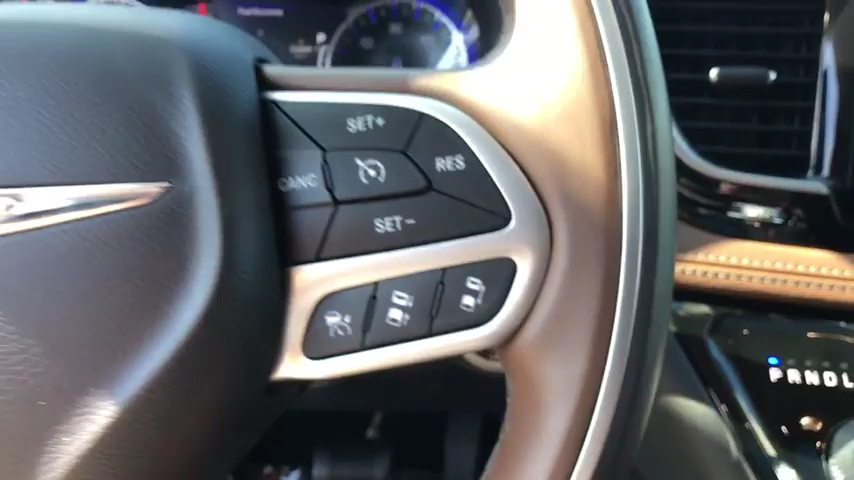 SET+
CANC
RES
SET-
PRNDL